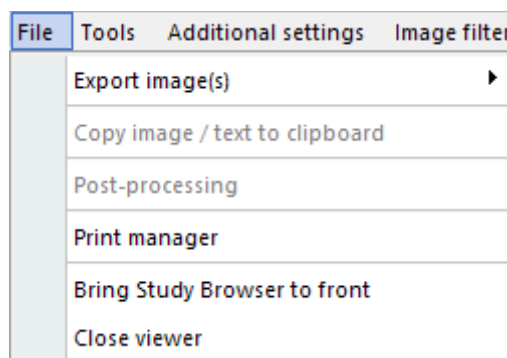 File Tools Additional settings Image filter
Export image(s)
Copy image / text to clipboard
Post-processing
Print manager
Bring Study Browser to front
Close viewer